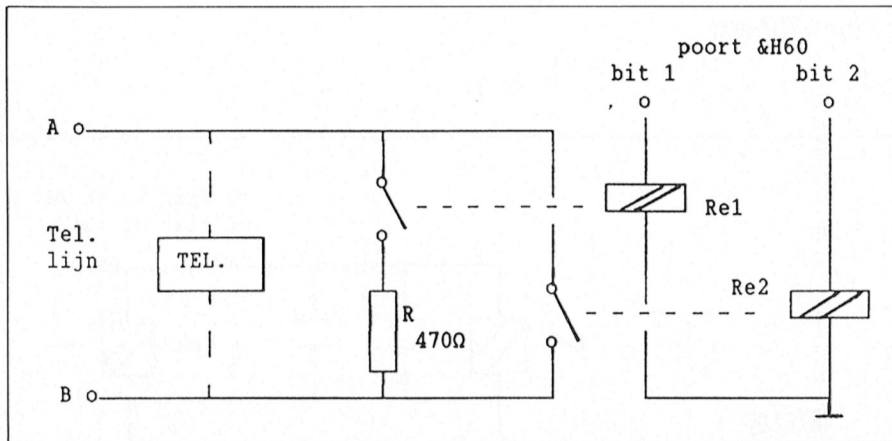 poort &H60
bit 1
bit 2
A
Re1
Tel.
lijn
TEL.
Re2
R
470Ω
B